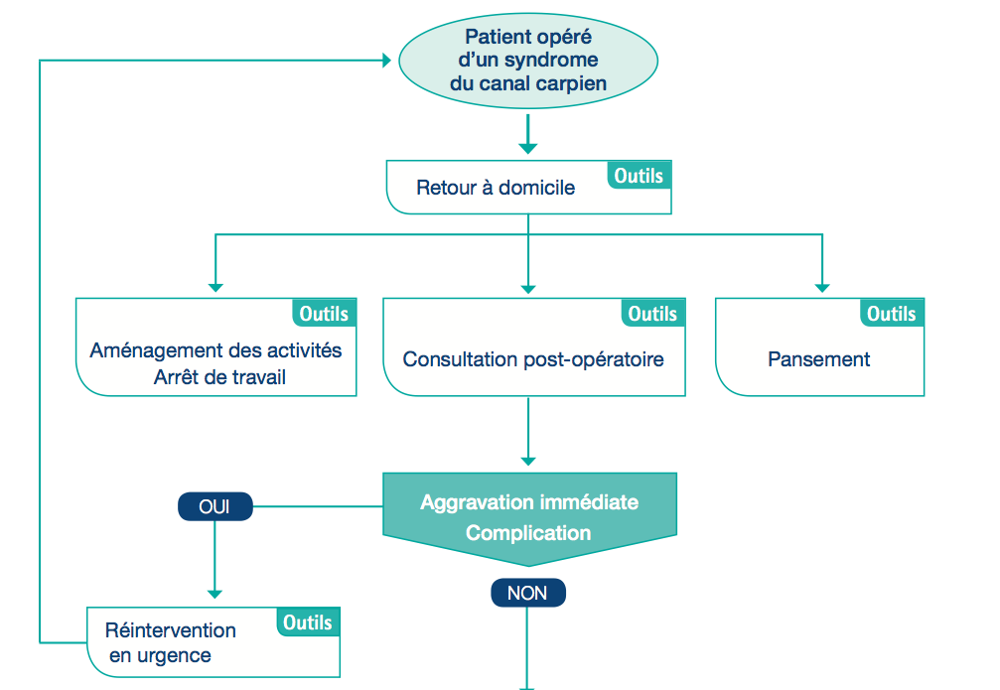 Patient opéré
d'un syndrome
du canal carpien
Outils
Retour à domicile
Outils
Aménagement des activités
Arrêt de travail
Outils
Consultation post-opératoire
Outils
Pansement
Aggravation immédiate
Complication
OUI
NON
Outils
Réintervention
en urgence